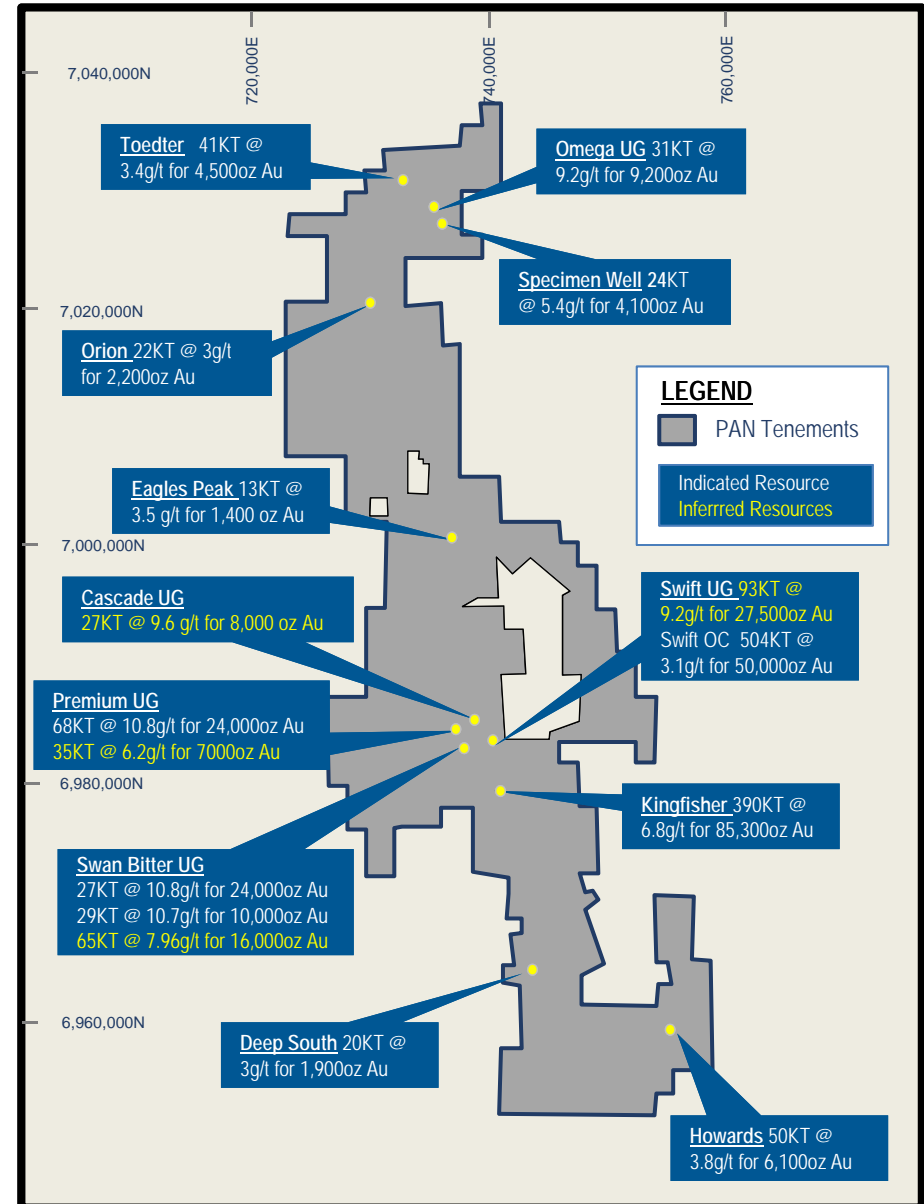 720,000E
740,000E
760,000E
7,040,000N
Toedter 41KT @
3.4g/t for 4,500oz Au
Omega UG 31KT @
9.2g/t for 9,200oz Au
Specimen Well 24KT
@ 5.4g/t for 4,100oz Au
7,020,000N
Orion 22KT @ 3g/t
for 2,200oz Au
LEGEND
PAN Tenements
Indicated Resource
Inferrred Resources
Eagles Peak 13KT @
3.5 g/t for 1,400 oz Au
7,000,000N
Cascade UG
27KT @ 9.6 g/t for 8,000 oz Au
Swift UG 93KT @
9.2g/t for 27,500oz Au
Swift OC 504KT @
3.1g/t for 50,000oz Au
Premium UG
68KT @ 10.8g/t for 24,000oz Au
35KT @ 6.2g/t for 7000oz Au
6,980,000N
Kingfisher 390KT @
6.8g/t for 85,300oz Au
Swan Bitter UG
27KT @ 10.8g/t for 24,000oz Au
29KT @ 10.7g/t for 10,000oz Au
65KT @ 7.96g/t for 16,000oz Au
6,960,000N
Deep South 20KT @
3g/t for 1,900oz Au
Howards 50KT @
3.8g/t for 6,100oz Au